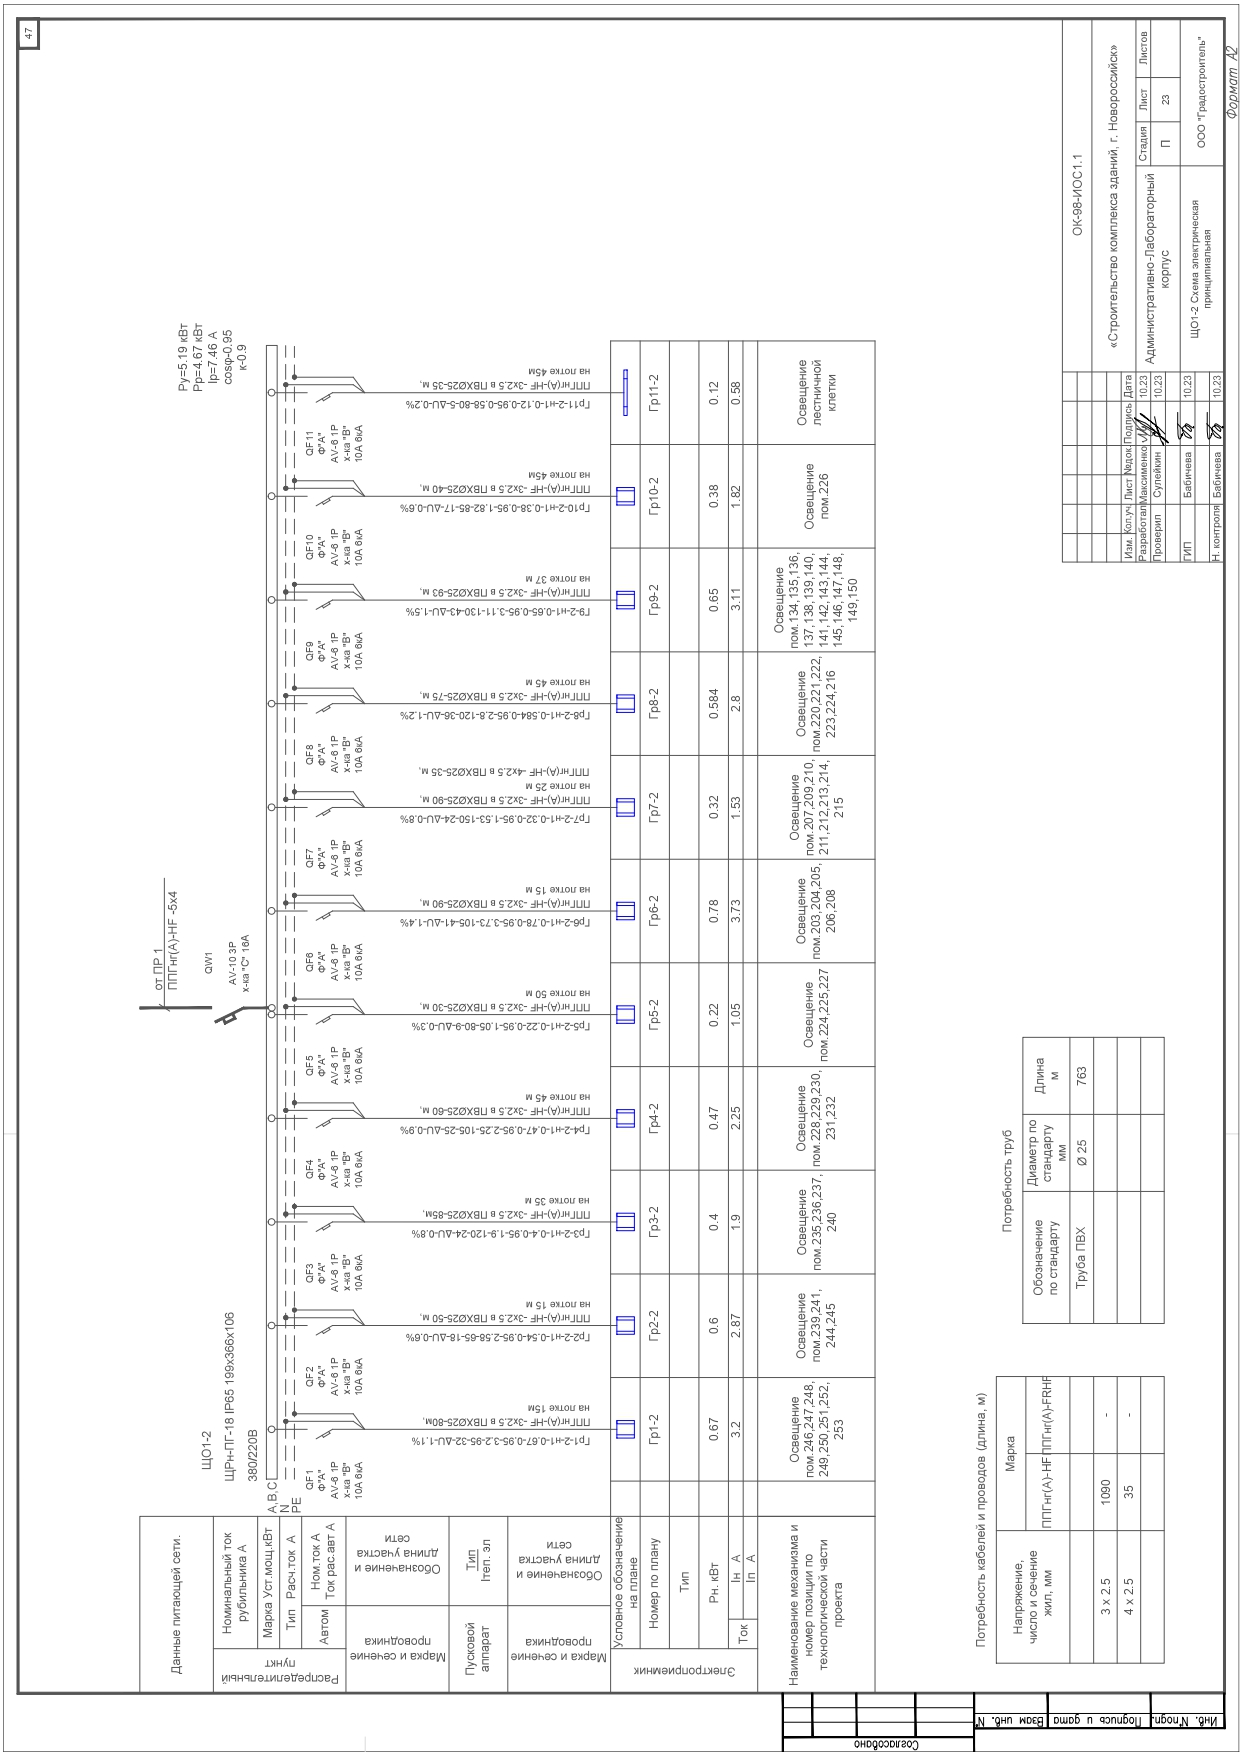 47
от ПР 1
ППГнг(А)-HF -5х4
QW1
AV-10 3P
х-ка "С" 16А
Ру=5.19 кВт
Рр=4.67 кВт
Iр=7.46 А
cosφ-0.95
к-0.9
ЩО1-2
ЩРн-ПГ-18 IP65 199х366х106
380/220В
А,В,С
N
PE
QF1
Ф"А"
AV-6 1P
х-ка "В"
10А 6кА
QF2
Ф"А"
AV-6 1P
х-ка "В"
10А 6кА
QF3
Ф"А"
AV-6 1P
х-ка "В"
10А 6кА
QF4
Ф"А"
AV-6 1P
х-ка "В"
10А 6кА
QF5
Ф"А"
AV-6 1P
х-ка "В"
10А 6кА
QF6
Ф"А"
AV-6 1P
х-ка "В"
10А 6кА
QF7
Ф"А"
AV-6 1P
х-ка "В"
10А 6кА
QF8
Ф"А"
AV-6 1P
х-ка "В"
10А 6кА
QF9
Ф"А"
AV-6 1P
х-ка "В"
10А 6кА
QF10
Ф"А"
AV-6 1P
х-ка "В"
10А 6кА
QF11
Ф"А"
AV-6 1P
х-ка "В"
10А 6кА
Гр1-2-н1-0.67-0.95-3.2-95-32-ΔU-1.1%
ППГнг(А)-HF -3х2.5 в ПВХØ25-80м,
на лотке 15м
Гр2-2-н1-0.54-0.95-2.58-65-18-ΔU-0.6%
ППГнг(А)-HF -3х2.5 в ПВХØ25-50 м,
на лотке 15 м
Гр3-2-н1-0.4-0.95-1.9-120-24-ΔU-0.8%
ППГнг(А)-HF -3х2.5 в ПВХØ25-85м,
на лотке 35 м
Гр4-2-н1-0.47-0.95-2.25-105-25-ΔU-0.9%
ППГнг(А)-HF -3х2.5 в ПВХØ25-60 м,
на лотке 45 м
Гр5-2-н1-0.22-0.95-1.05-80-9-ΔU-0.3%
ППГнг(А)-HF -3х2.5 в ПВХØ25-30 м,
на лотке 50 м
Гр6-2-н1-0.78-0.95-3.73-105-41-ΔU-1.4%
ППГнг(А)-HF -3х2.5 в ПВХØ25-90 м,
на лотке 15 м
Гр7-2-н1-0.32-0.95-1.53-150-24-ΔU-0.8%
ППГнг(А)-HF -3х2.5 в ПВХØ25-90 м,
на лотке 25 м
ППГнг(А)-HF -4х2.5 в ПВХØ25-35 м,
Гр8-2-н1-0.584-0.95-2.8-120-36-ΔU-1.2%
ППГнг(А)-HF -3х2.5 в ПВХØ25-75 м,
на лотке 45 м
Г9-2-н1-0.65-0.95-3.11-130-43-ΔU-1.5%
ППГнг(А)-HF -3х2.5 в ПВХØ25-93 м,
на лотке 37 м
Гр10-2-н1-0.38-0.95-1.82-85-17-ΔU-0.6%
ППГнг(А)-HF -3х2.5 в ПВХØ25-40 м,
на лотке 45м
Гр11-2-н1-0.12-0.95-0.58-80-5-ΔU-0.2%
ППГнг(А)-HF -3х2.5 в ПВХØ25-35 м,
на лотке 45м
Данные питающей сети.
Распределительный пункт
Номинальный ток
рубильника А
Марка Уст.мощ.кВт
Тип Расч.ток А
Автом
Ном.ток А
Ток рас.авт А
Марка и сечение
проводника
Обозначение и
длина участка
сети
Пусковой
аппарат
Тип
Iтеп. эл
Марка и сечение
проводника
Обозначение и
длина участка
сети
Электроприемник
Условное обозначение
на плане
Номер по плану
Гр1-2 Гр2-2 Гр3-2 Гр4-2 Гр5-2 Гр6-2 Гр7-2 Гр8-2 Гр9-2 Гр10-2 Гр11-2
Тип
Рн. кВт
0.67 0.6 0.4 0.47 0.22 0.78 0.32 0.584 0.65 0.38 0.12
Ток
Iн А
Iп А
3.2 2.87 1.9 2.25 1.05 3.73 1.53 2.8 3.11 1.82 0.58
Наименование механизма и
номер позиции по
технологической части
проекта
Освещение
пом.246,247,248,
249,250,251,252,
253
Освещение
пом.239,241,
244,245
Освещение
пом.235,236,237,
240
Освещение
пом.228,229,230,
231,232
Освещение
пом.224,225,227
Освещение
пом.203,204,205,
206,208
Освещение
пом.207,209,210,
211,212,213,214,
215
Освещение
пом.220,221,222,
223,224,216
Освещение
пом.134,135,136,
137,138,139,140,
141,142,143,144,
145,146,147,148,
149,150
Освещение
пом.226
Освещение
лестничной
клетки
Потребность кабелей и проводов (длина, м)
Напряжение,
число и сечение
жил, мм
Марка
ППГнг(А)-HF ППГнг(А)-FRHF
3 х 2.5 1090 -
4 х 2.5 35 -
Потребность труб
Обозначение
по стандарту
Диаметр по
стандарту
мм
Длина
м
Труба ПВХ Ø 25 763
ОК-98-ИОС1.1
«Строительство комплекса зданий, г. Новороссийск»
Изм. Кол.уч. Лист №док. Подпись Дата
Разработал Максименко 10.23
Проверил Сулейкин 10.23
ГИП Бабичева 10.23
Н. контроль Бабичева 10.23
Административно-Лабораторный
корпус
Стадия Лист Листов
П 23
ЩО1-2 Схема электрическая
принципиальная
ООО "Градостроитель"
Формат А2
Согласовано
Взам инв. N°
Подпись и дата
Инв. N°подл.